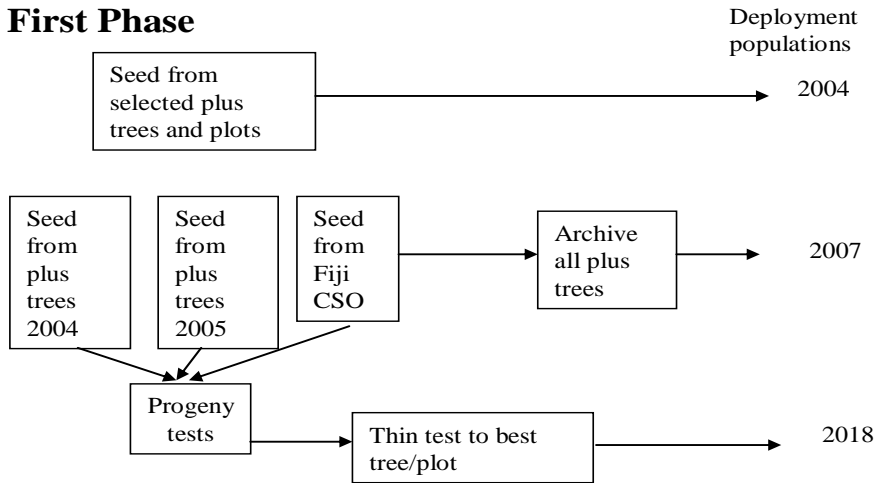 First Phase
Deployment
populations
Seed from
selected plus
trees and plots
2004
Seed
from
plus
trees
2004
Seed
from
plus
trees
2005
Seed
from
Fiji
CSO
Archive
all plus
trees
2007
Progeny
tests
Thin test to best
tree/plot
2018